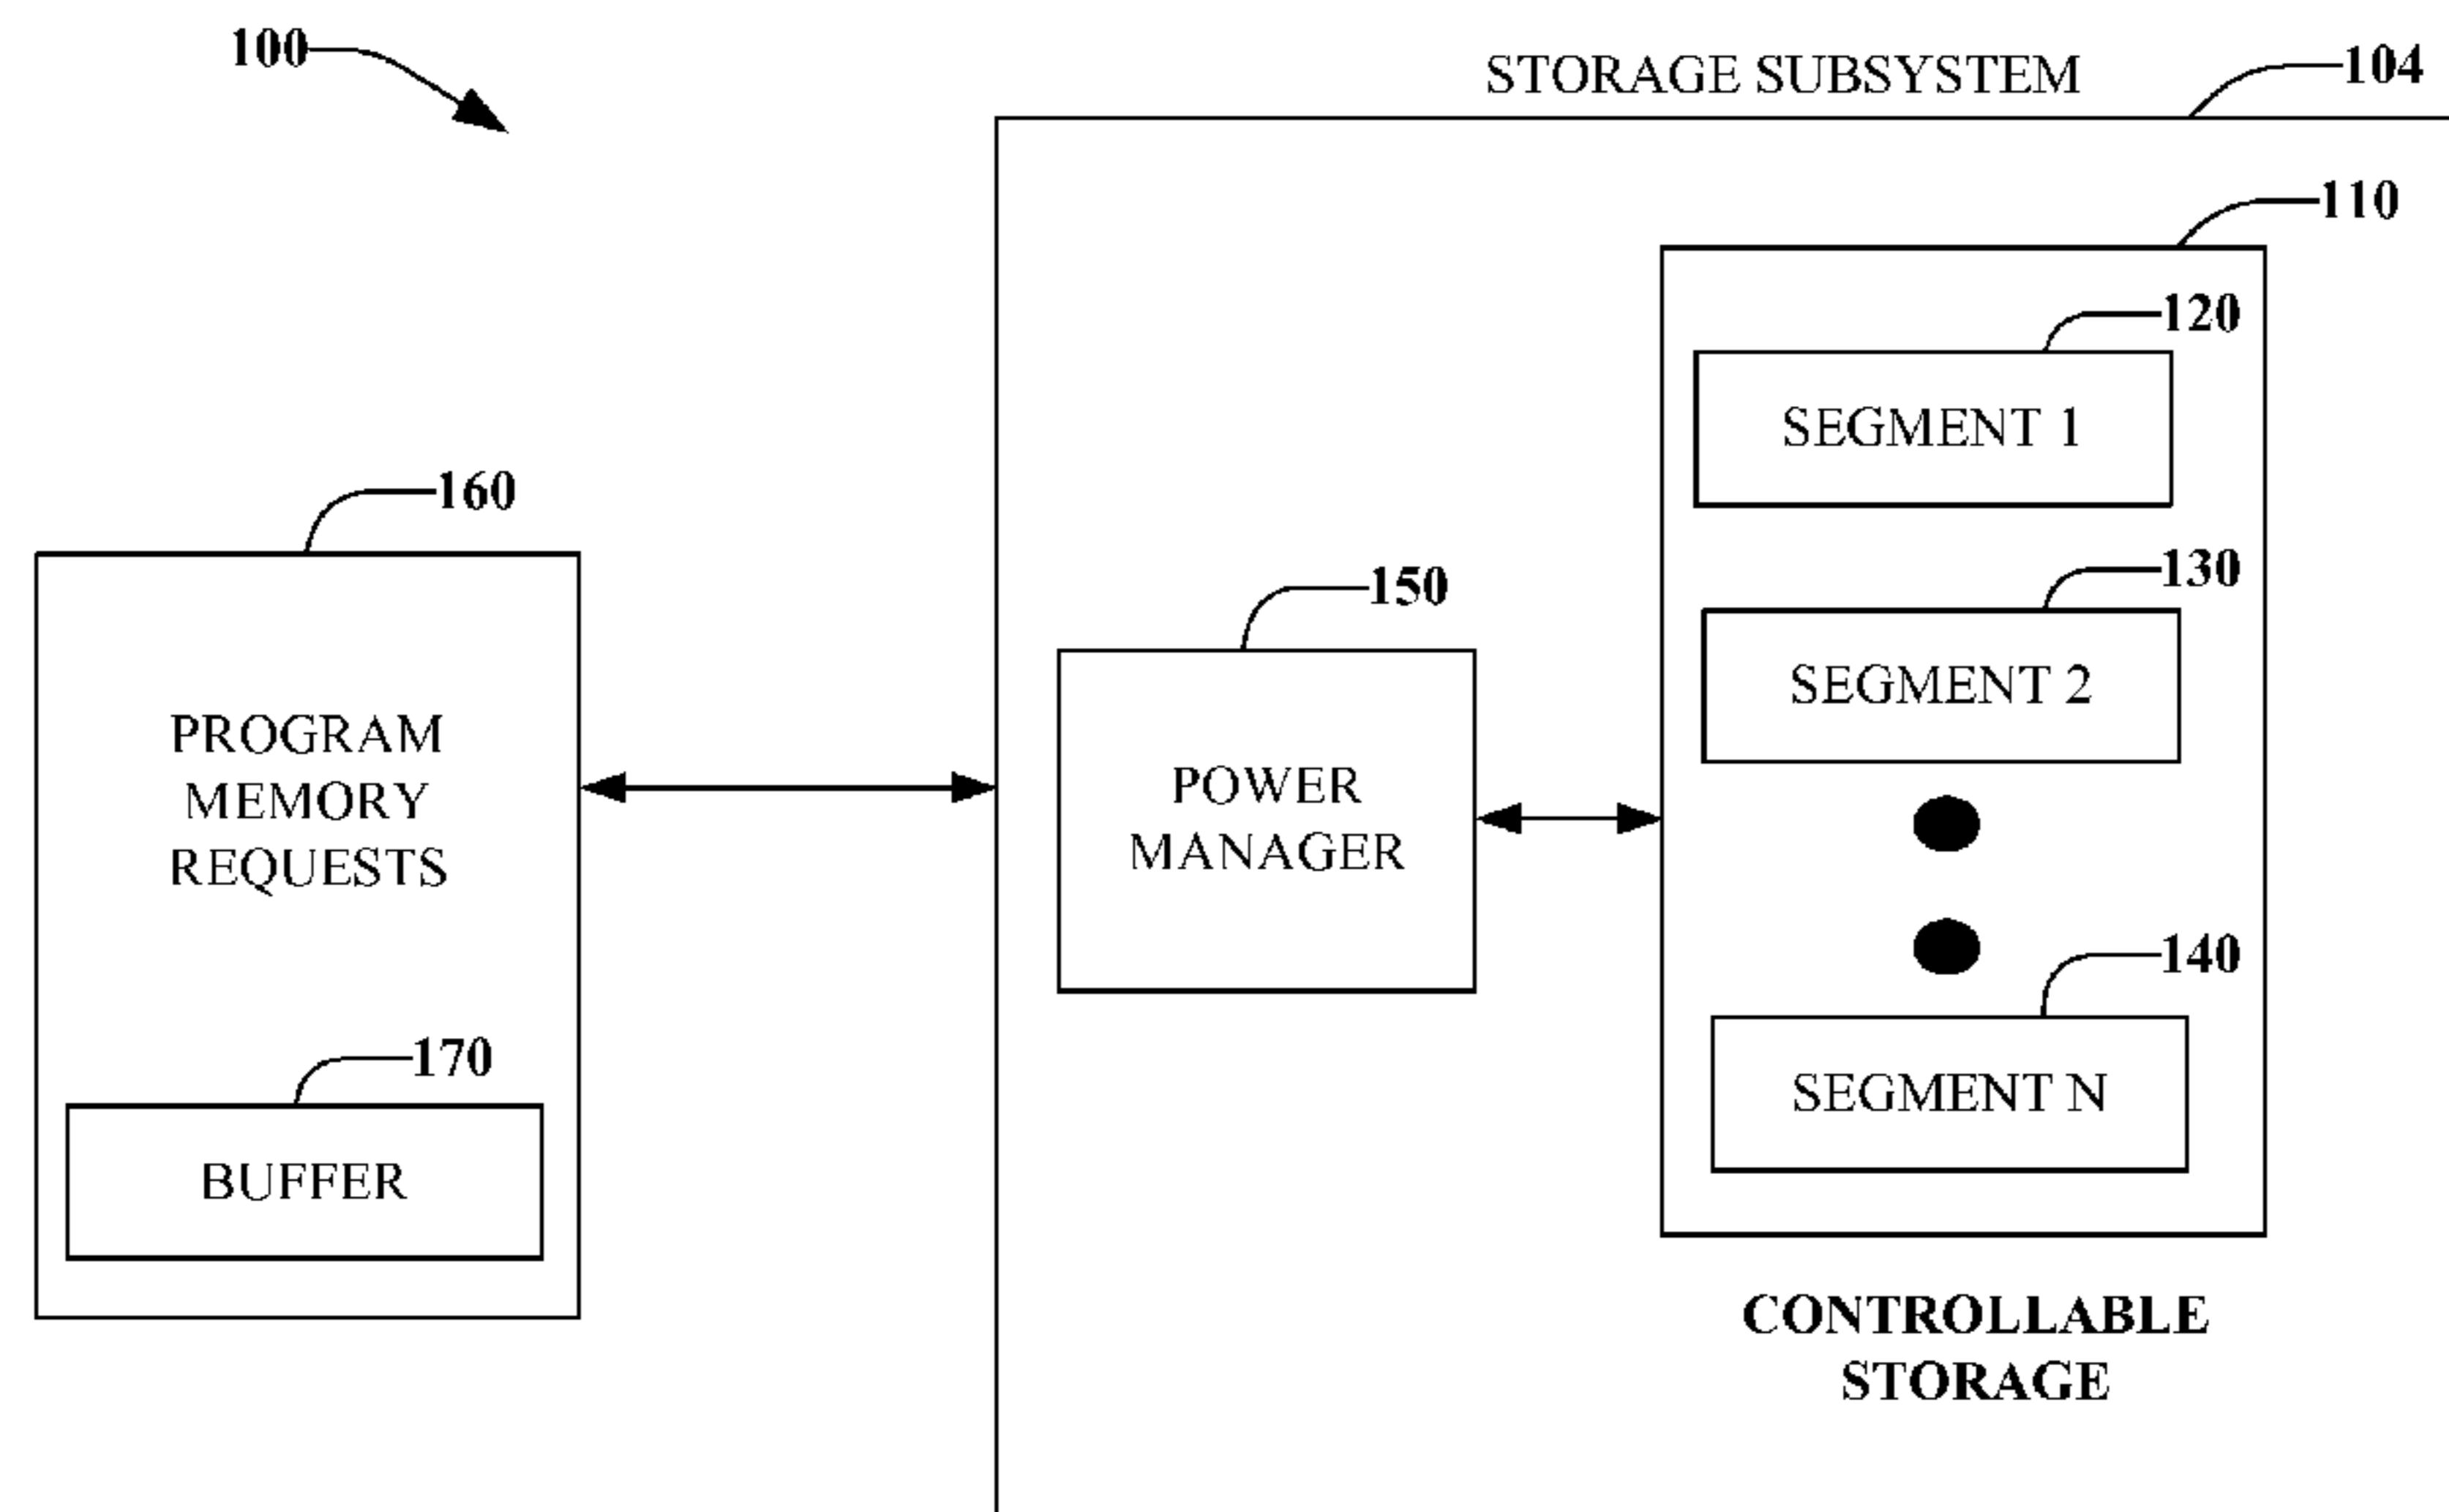 100
STORAGE SUBSYSTEM
104
110
120
SEGMENT 1
160
130
150
SEGMENT 2
PROGRAM
MEMORY
REQUESTS
POWER
MANAGER
140
170
SEGMENT N
BUFFER
CONTROLLABLE
STORAGE